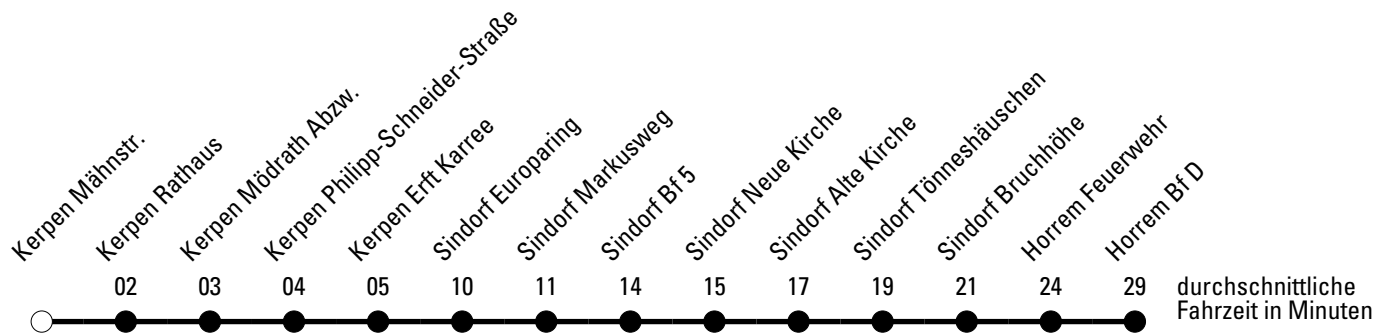 Kerpen Mähnstr.
Kerpen Rathaus
Kerpen Mödrath Abzw.
Kerpen Philipp-Schneider-Straße
Kerpen Erft Karree
Sindorf Europaring
Sindorf Markusweg
Sindorf Bf 5
Sindorf Neue Kirche
Sindorf Alte Kirche
Sindorf Tönneshäuschen
Sindorf Bruchhöhe
Horrem Feuerwehr
Horrem Bf D
02 03 04 05 10 11 14 15 17 19 21 24 29
durchschnittliche
Fahrzeit in Minuten